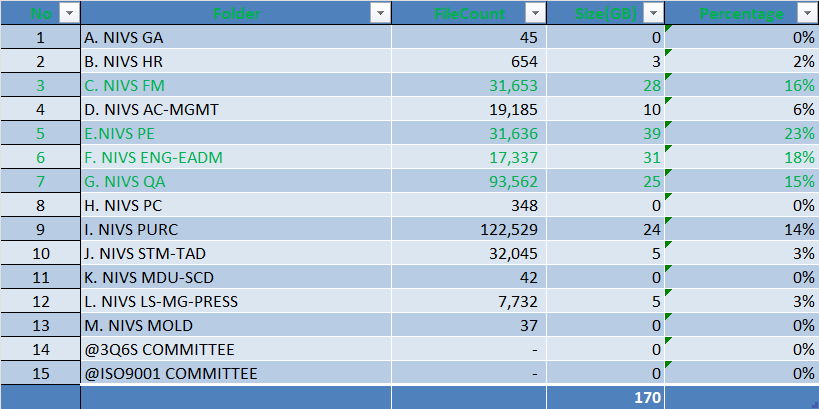 No Folder FileCount Size(GB) Percentage
1 A. NIVS GA 45 0 0%
2 B. NIVS HR 654 3 2%
3 C. NIVS FM 31,653 28 16%
4 D. NIVS AC-MGMT 19,185 10 6%
5 E.NIVS PE 31,636 39 23%
6 F. NIVS ENG-EADM 17,337 31 18%
7 G. NIVS QA 93,562 25 15%
8 H. NIVS PC 348 0 0%
9 I. NIVS PURC 122,529 24 14%
10 J. NIVS STM-TAD 32,045 5 3%
11 K. NIVS MDU-SCD 42 0 0%
12 L. NIVS LS-MG-PRESS 7,732 5 3%
13 M. NIVS MOLD 37 0 0%
14 @3Q6S COMMITTEE - 0 0%
15 @ISO9001 COMMITTEE - 0 0%
170